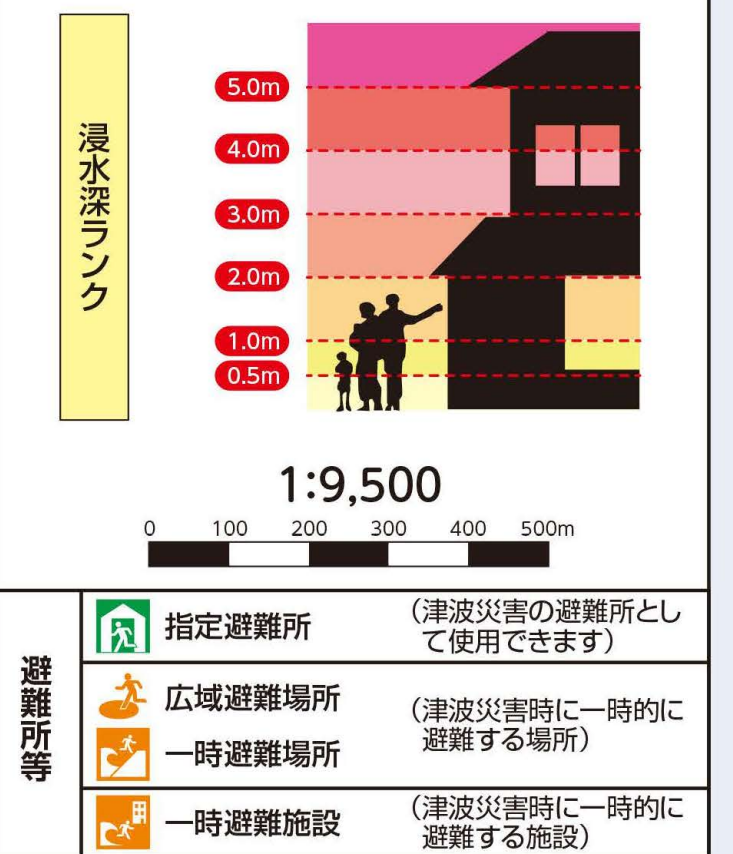 浸水深ランク
5.0m
4.0m
3.0m
2.0m
1.0m
0.5m
1:9,500
0 100 200 300 400 500m
避難所等
指定避難所
（津波災害の避難所とし
て使用できます）
広域避難場所
一時避難場所
（津波災害時に一時的に
避難する場所）
一時避難施設
（津波災害時に一時的に
避難する施設）